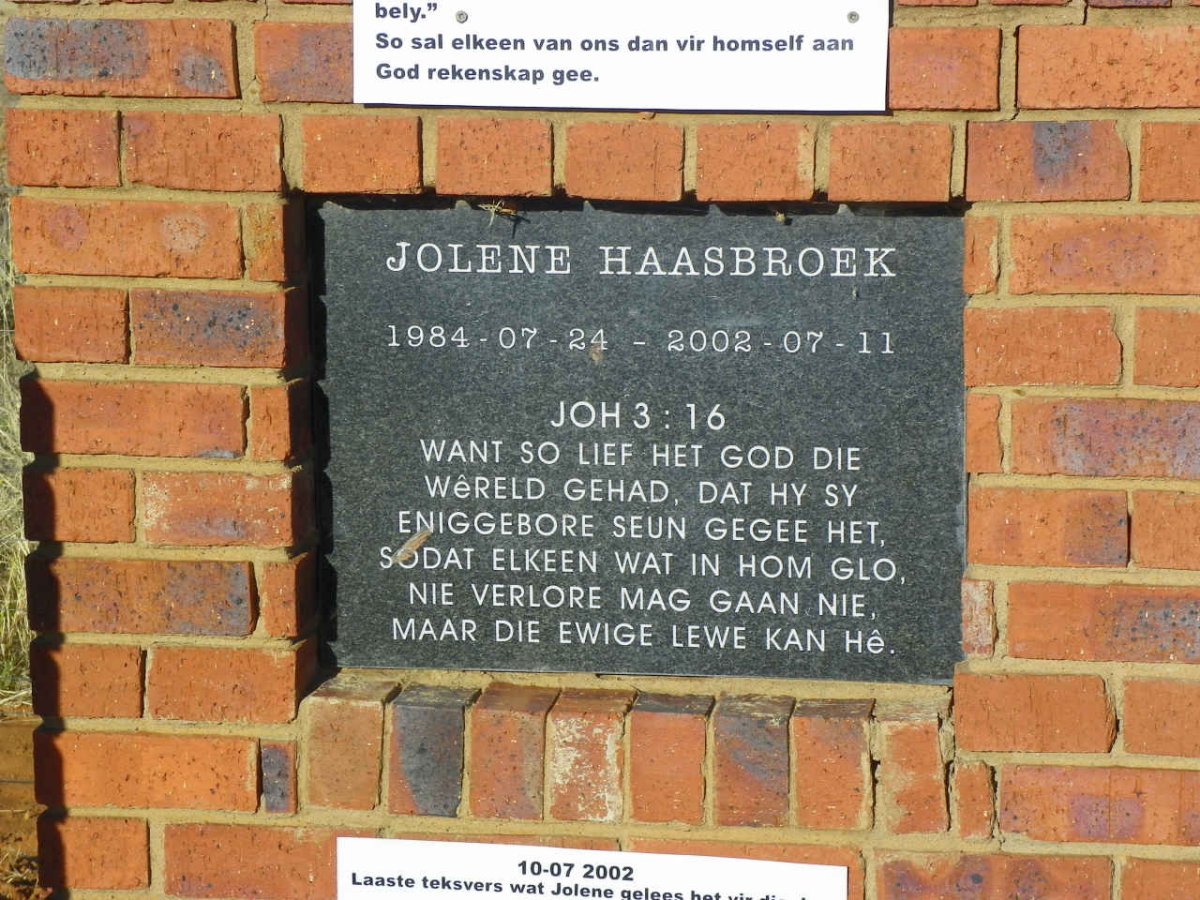 bely.”
So sal elkeen van ons dan vir homself aan
God rekenskap gee.
JOLENE HAASBROEK
1984 - 07 - 24 - 2002 - 07 - 11
JOH 3 : 16
WANT SO LIEF HET GOD DIE
WêRELD GEHAD, DAT HY SY
ENIGGEBORE SEUN GEGEE HET,
SODAT ELKEEN WAT IN HOM GLO,
NIE VERLORE MAG GAAN NIE,
MAAR DIE EWIGE LEWE KAN Hê.
10-07 2002
Laaste teksvers wat Jolene gelees het vir